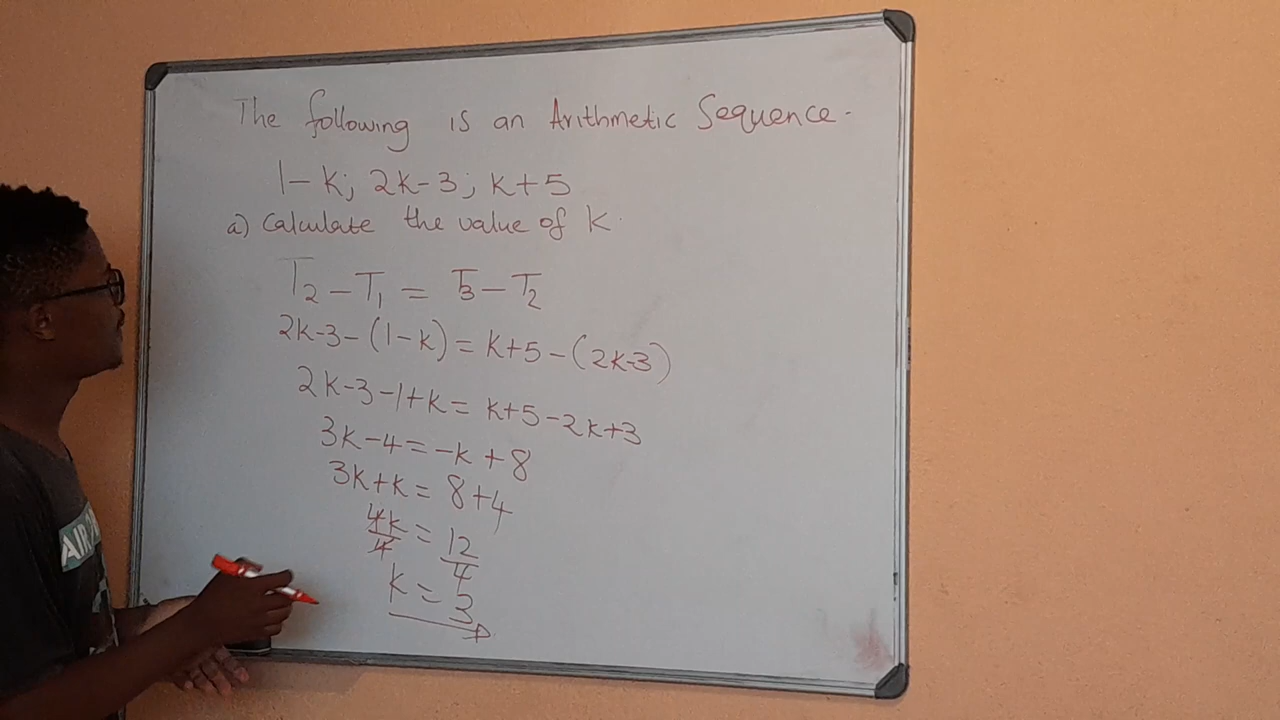 The following is an Arithmetic Sequence.
1-k; 2k-3; k+5
a) Calculate the value of k.
T₂-T₁ = T₃-T₂
2k-3-(1-k) = k+5-(2k-3)
2k-3-1+k = k+5-2k+3
3k-4 = -k+8
3k+k = 8+4
4k/4 = 12/4
k = 3
AIR